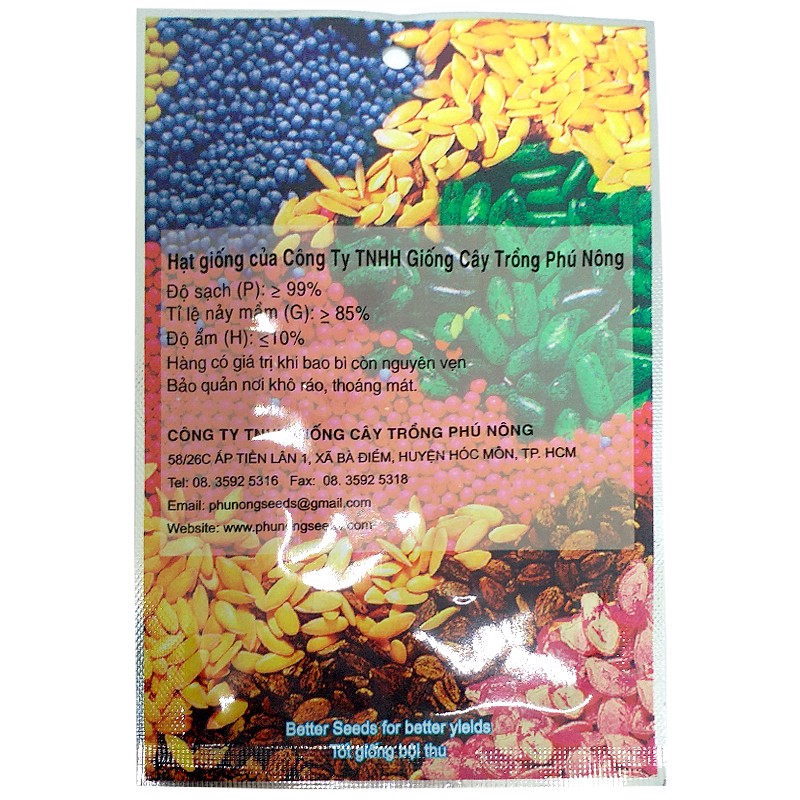 Hạt giống của Công Ty TNHH Giống Cây Trồng Phú Nông
Độ sạch (P): ≥ 99%
Tỉ lệ nảy mầm (G): ≥ 85%
Độ ẩm (H): ≤10%
Hàng có giá trị khi bao bì còn nguyên vẹn
Bảo quản nơi khô ráo, thoáng mát.
CÔNG TY TNHH GIỐNG CÂY TRỒNG PHÚ NÔNG
58/26C ẤP TIỀN LÂN 1, XÃ BÀ ĐIỂM, HUYỆN HÓC MÔN, TP. HCM
Tel: 08. 3592 5316 Fax: 08. 3592 5318
Email: phunongseeds@gmail.com
Website: www.phunongseeds.com
Better Seeds for better yields
Tốt giống bội thu